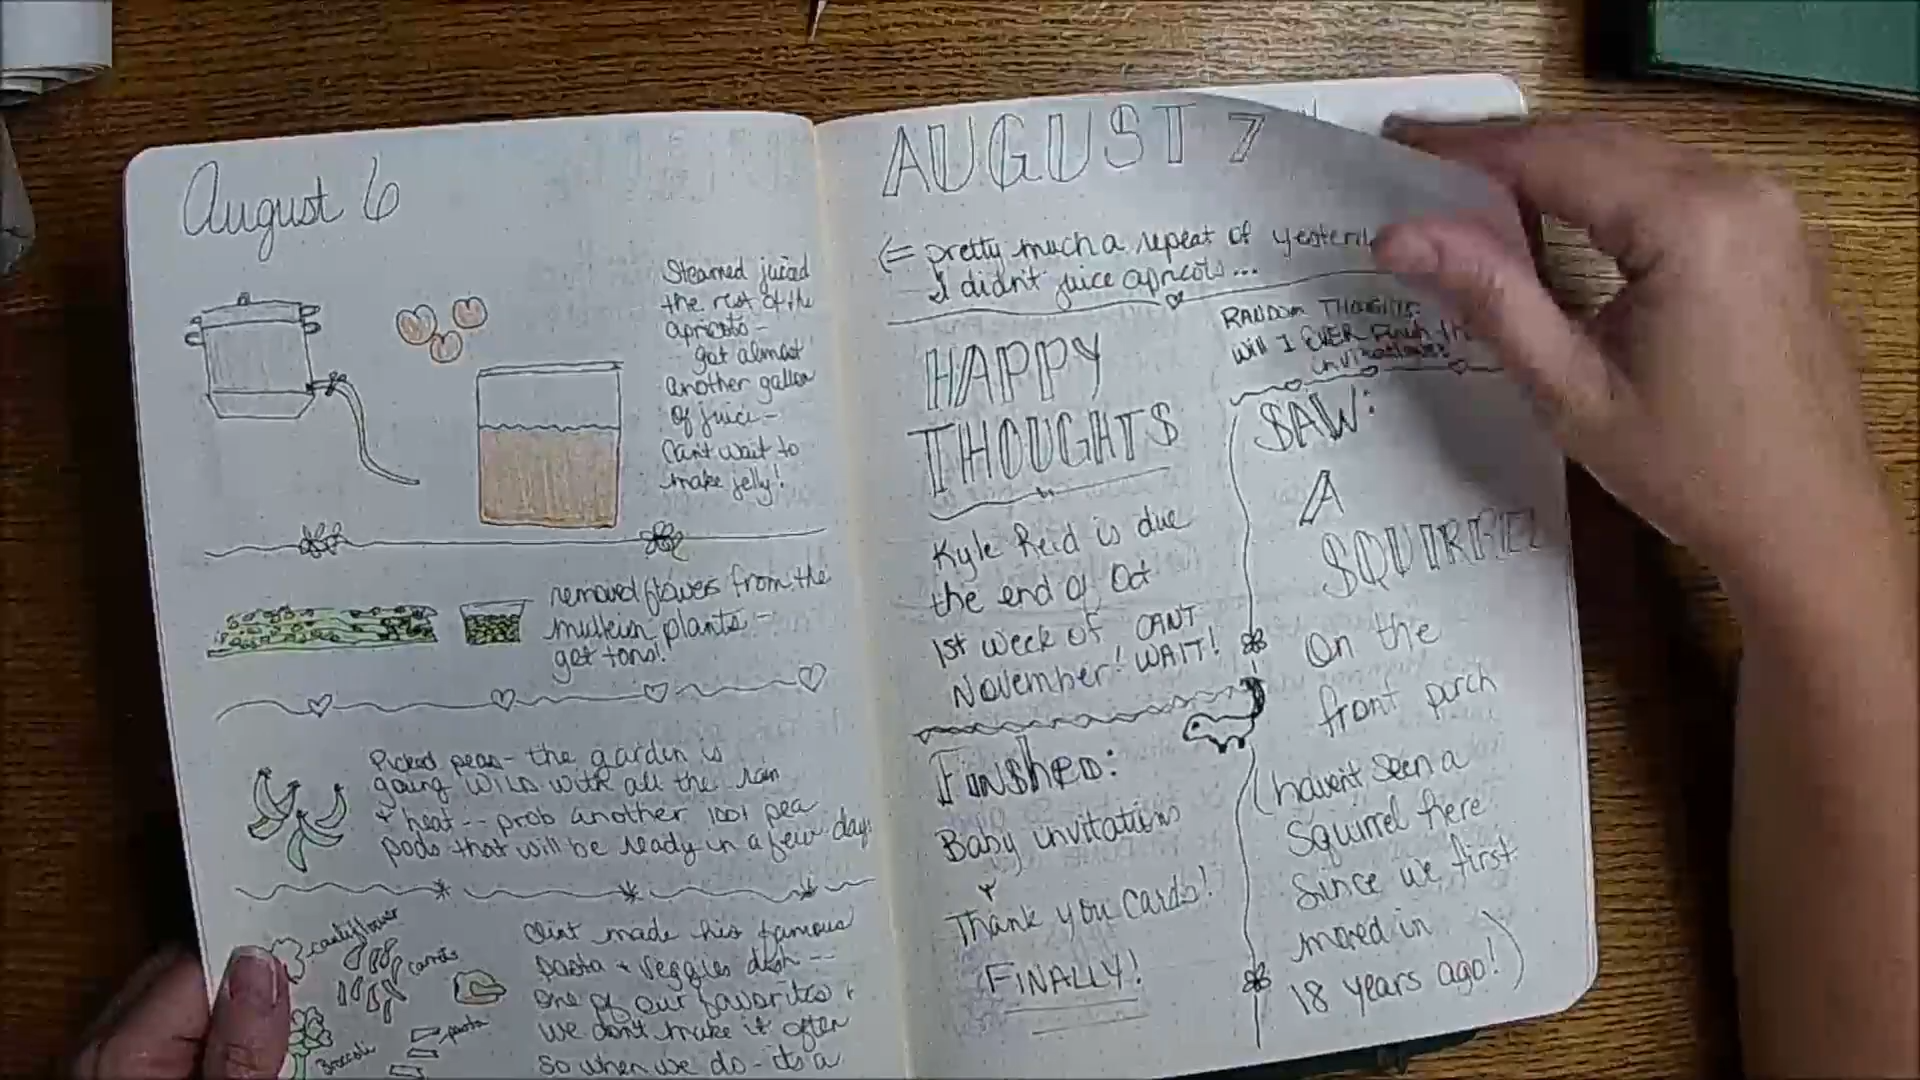 August 6
Steamed juiced
the rest of the
apricots -
got almost
another gallon
of juice -
Can't wait to
make jelly!
removed flowers from the
mullein plants -
get tons!
Picked peas - the garden is
going WILD with all the rain
+ heat -- prob another 100! pea
pods that will be ready in a few days
cauliflower
carrots
pasta
Broccoli
Clint made his famous
pasta + veggies dish --
one of our favorites +
we don't make it often
so when we do - its a
AUGUST 7
<= pretty much a repeat of
I didn't juice apricots...
RANDOM THOUGHTS:
Will I EVER Finish
invitations
HAPPY
THOUGHTS
Kyle Reid is due
the end of Oct
1st week of
November! CANT
WAIT!
FinishED:
Baby invitations
+
Thank you cards!
FINALLY!
SAW:
A
SQUIRREL
On the
front porch
(havent seen a
Squirrel here
Since we first
moved in
18 years ago!)